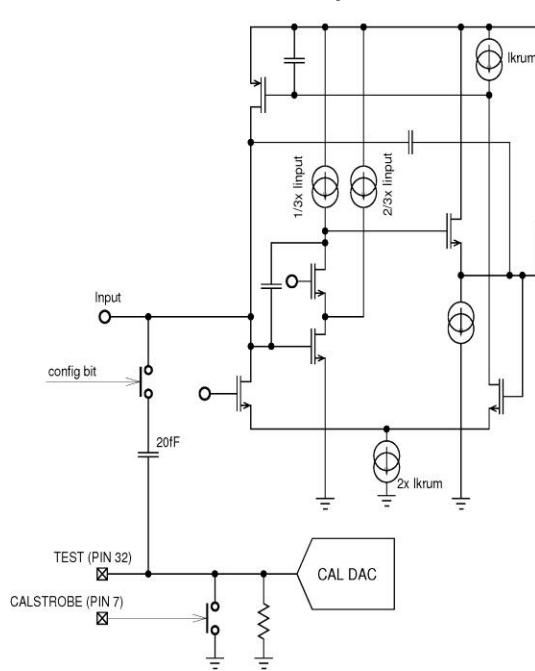 Ikrum
1/3x Iinput
2/3x Iinput
Input
config bit
20fF
2x Ikrum
TEST (PIN 32)
CAL DAC
CALSTROBE (PIN 7)